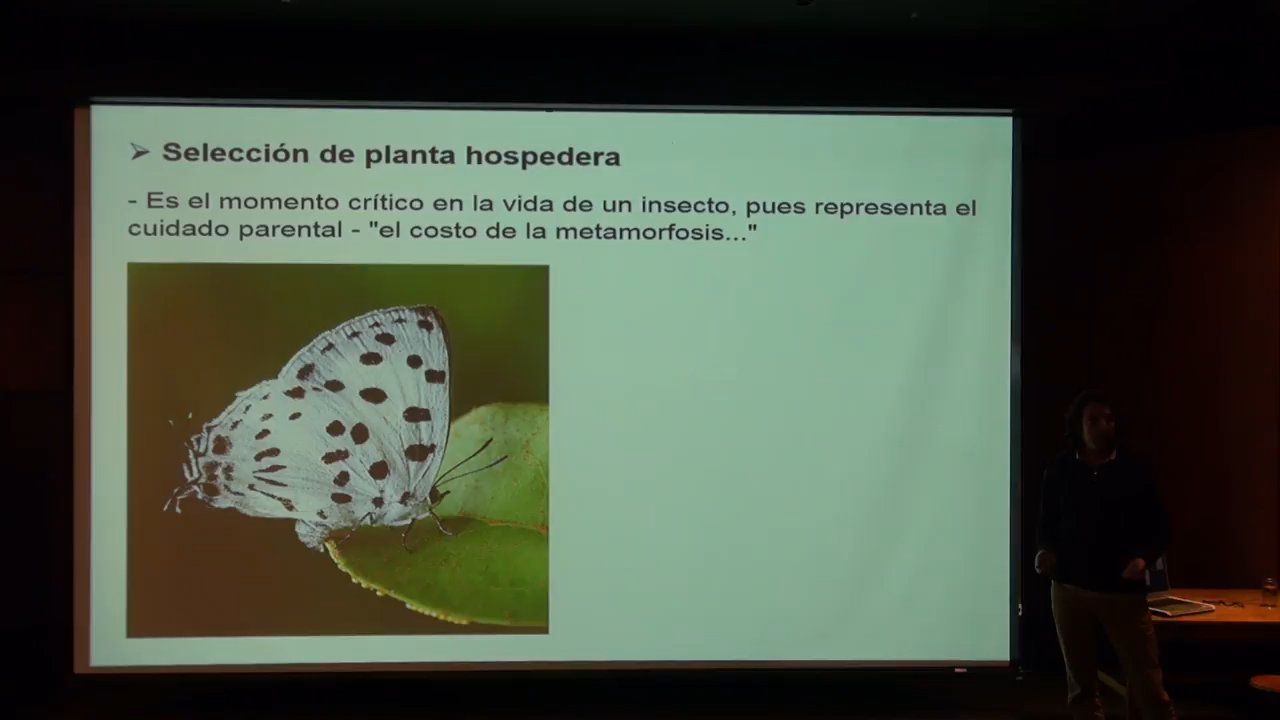 ➢ Selección de planta hospedera
- Es el momento crítico en la vida de un insecto, pues representa el
cuidado parental - "el costo de la metamorfosis..."